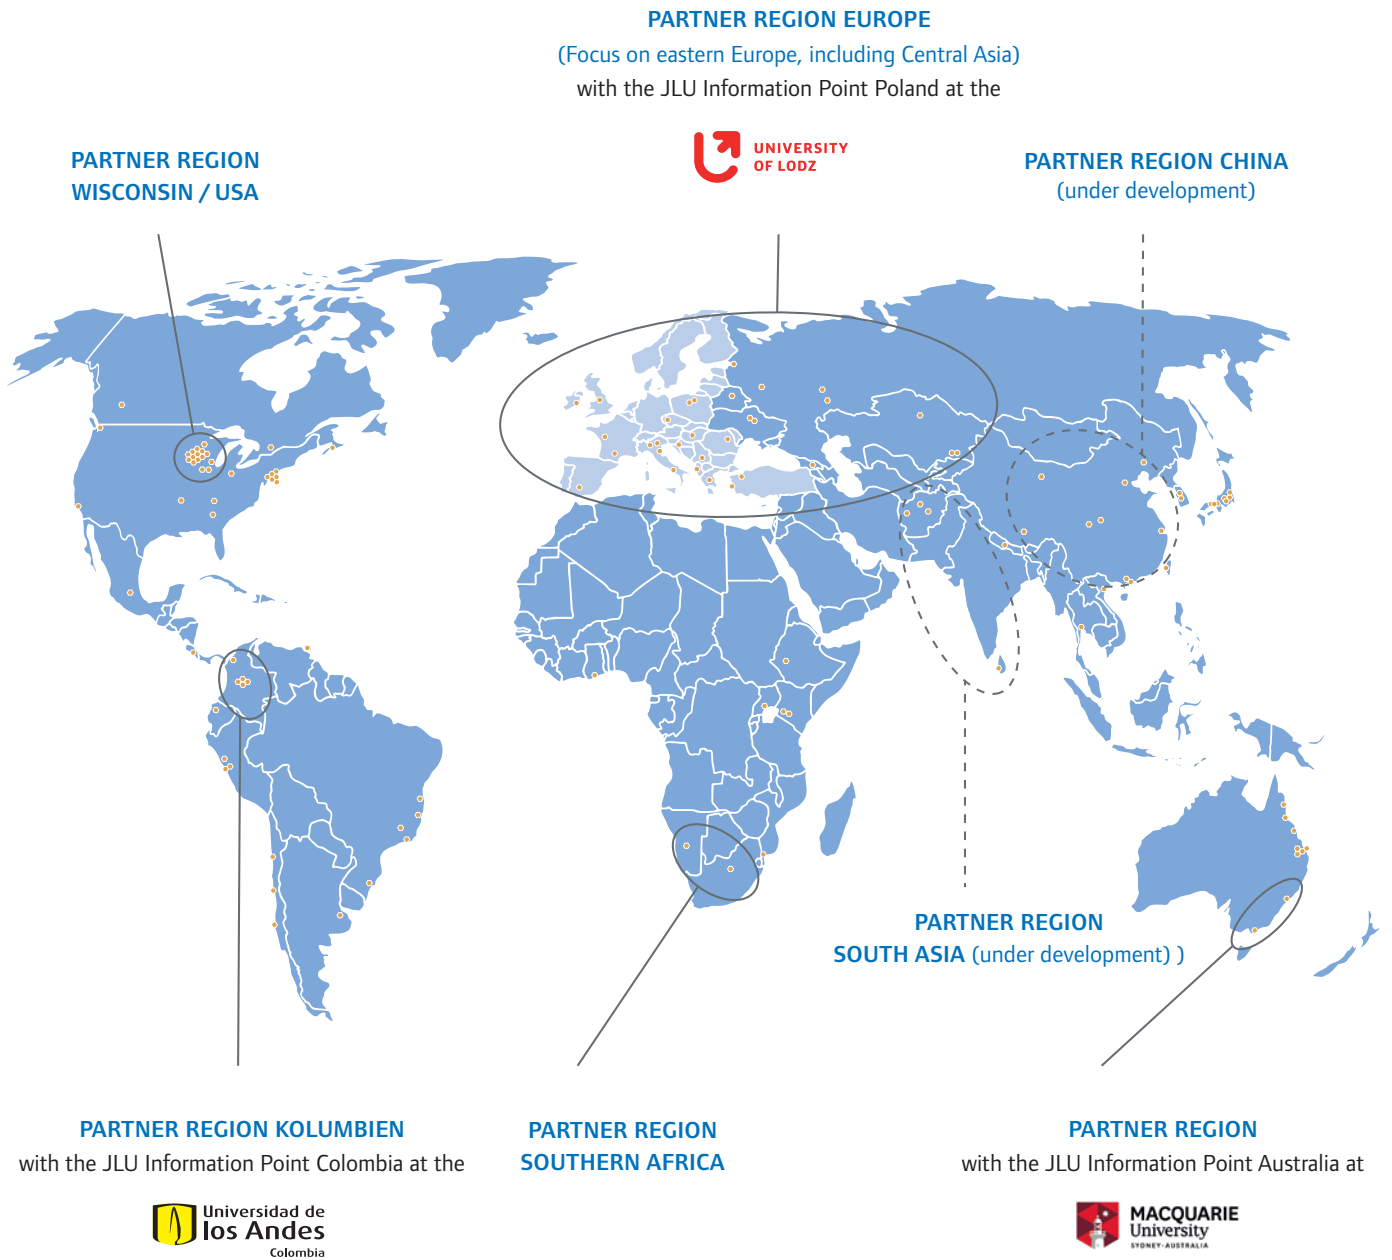 PARTNER REGION EUROPE
(Focus on eastern Europe, including Central Asia)
with the JLU Information Point Poland at the
UNIVERSITY
OF LODZ
PARTNER REGION
WISCONSIN / USA
PARTNER REGION CHINA
(under development)
PARTNER REGION
SOUTH ASIA (under development) )
PARTNER REGION KOLUMBIEN
with the JLU Information Point Colombia at the
Universidad de
los Andes
Colombia
PARTNER REGION
SOUTHERN AFRICA
PARTNER REGION
with the JLU Information Point Australia at
MACQUARIE
University
SYDNEY-AUSTRALIA